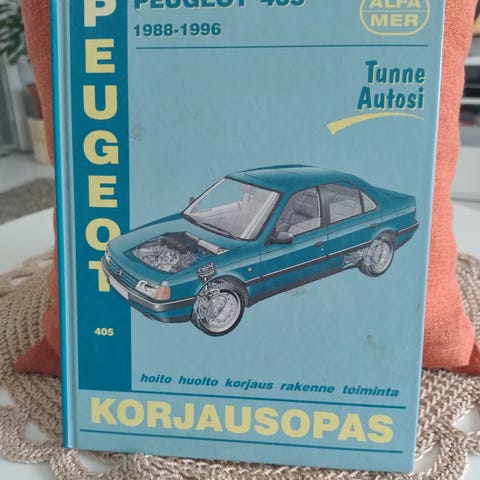 PEUGEOT 405
1988-1996
ALFA
MER
Tunne
Autosi
PEUGEOT
405
hoito huolto korjaus rakenne toiminta
KORJAUSOPAS